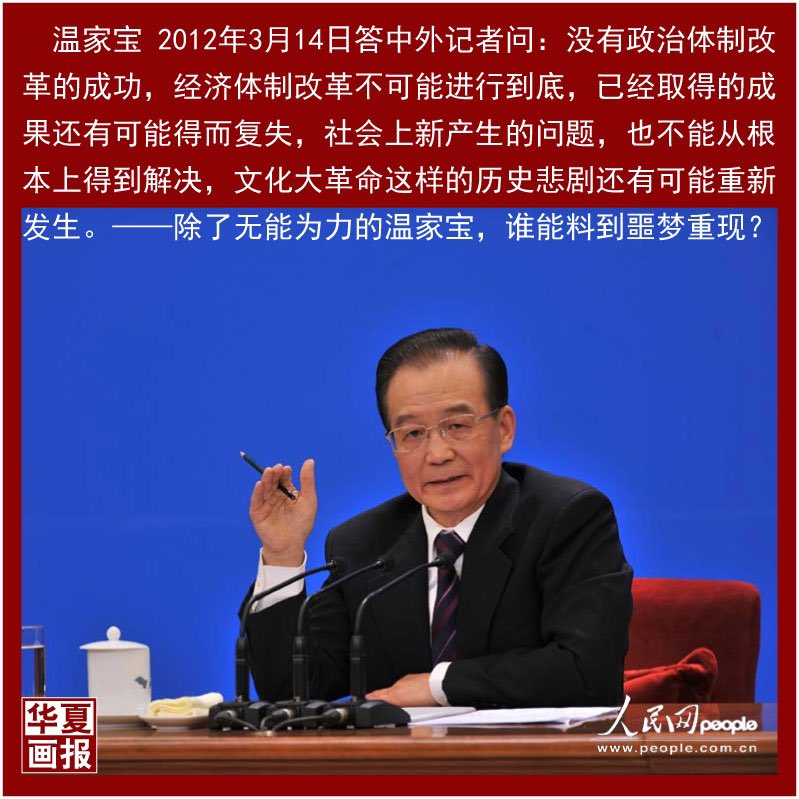 温家宝 2012年3月14日答中外记者问：没有政治体制改
革的成功，经济体制改革不可能进行到底，已经取得的成
果还有可能得而复失，社会上新产生的问题，也不能从根
本上得到解决，文化大革命这样的历史悲剧还有可能重新
发生。——除了无能为力的温家宝，谁能料到噩梦重现？
华夏
画报
人民网people
www.people.com.cn